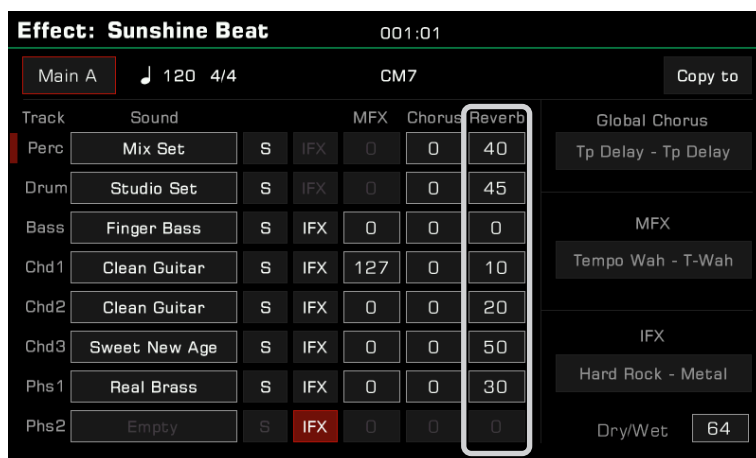 Effect: Sunshine Beat 001:01
Main A 120 4/4 CM7 Copy to
Track Sound MFX Chorus Reverb Global Chorus
Perc Mix Set S IFX 0 0 40 Tp Delay - Tp Delay
Drum Studio Set S IFX 0 0 45
Bass Finger Bass S IFX 0 0 0 MFX
Chd1 Clean Guitar S IFX 127 0 10 Tempo Wah - T-Wah
Chd2 Clean Guitar S IFX 0 0 20
Chd3 Sweet New Age S IFX 0 0 50 IFX
Phs1 Real Brass S IFX 0 0 30 Hard Rock - Metal
Phs2 Empty S IFX 0 0 0 Dry/Wet 64